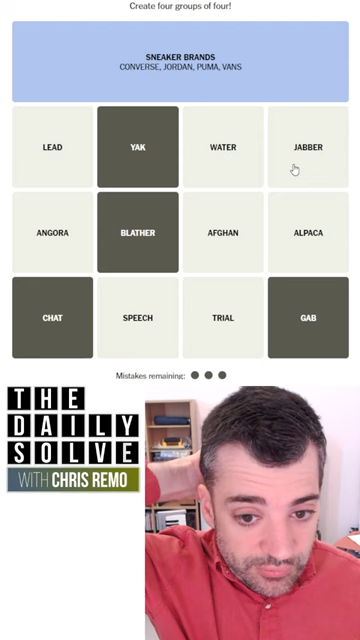 Create four groups of four!
SNEAKER BRANDS
CONVERSE, JORDAN, PUMA, VANS
LEAD YAK WATER JABBER
ANGORA BLATHER AFGHAN ALPACA
CHAT SPEECH TRIAL GAB
Mistakes remaining:
THE
DAILY
SOLVE
WITH CHRIS REMO